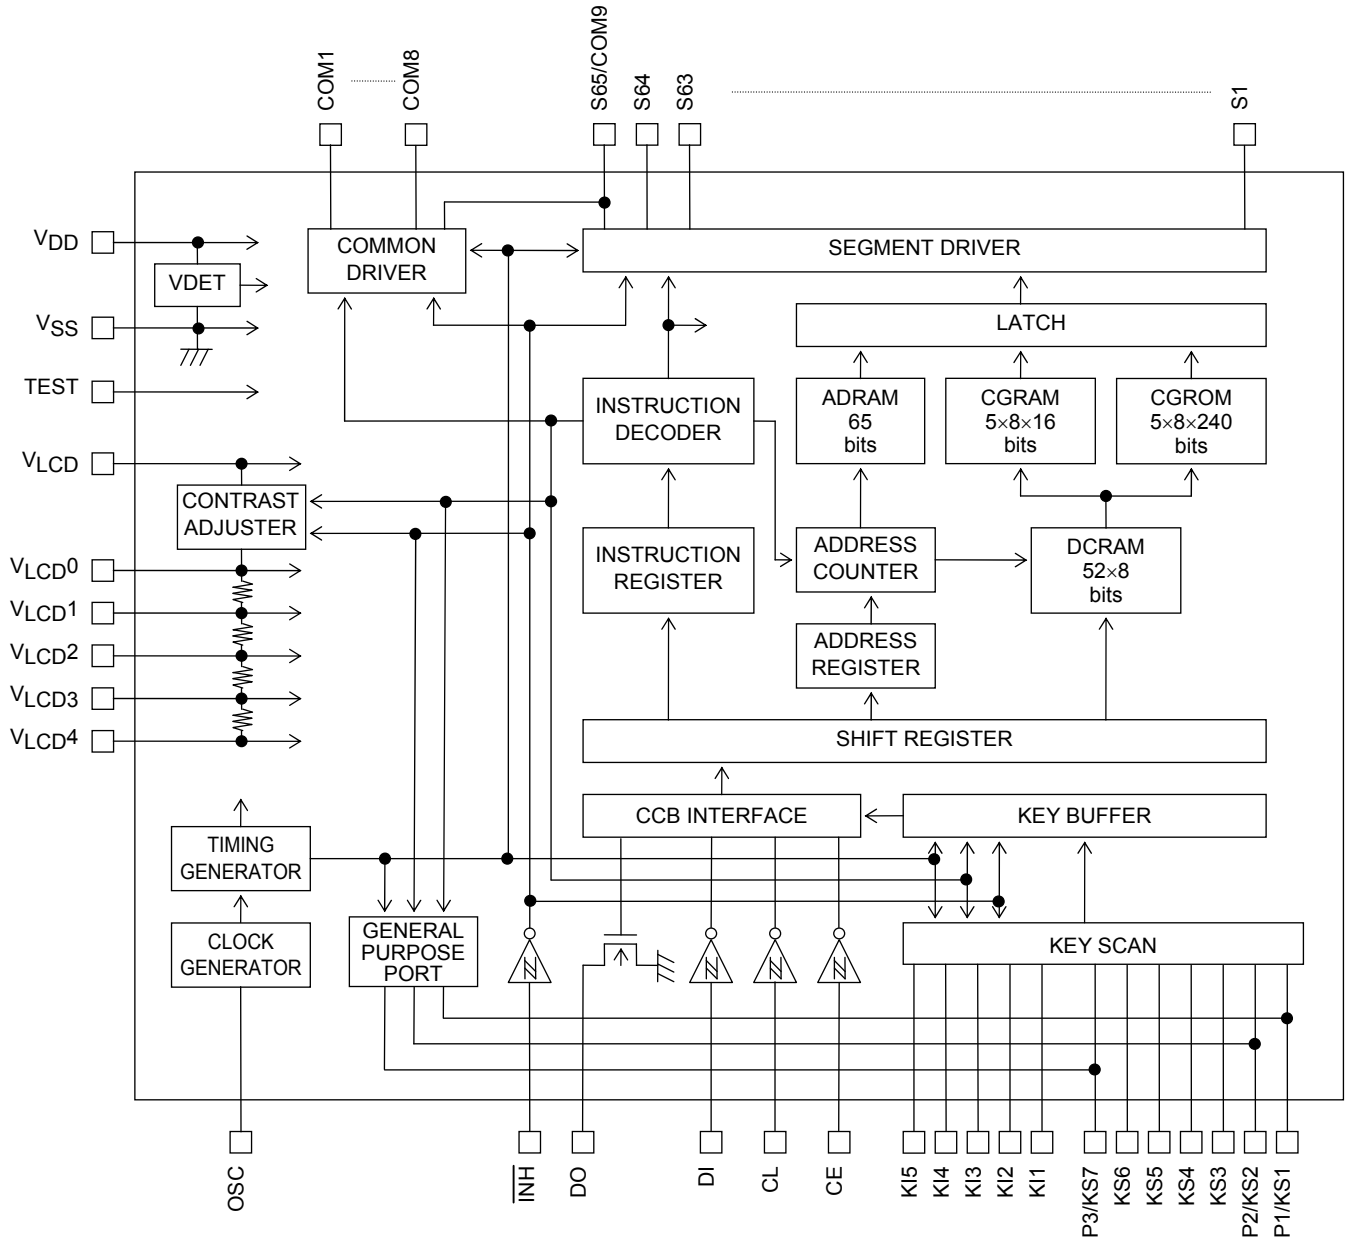 COM1
COM8
S65/COM9
S64
S63
S1
VDD
COMMON
DRIVER
SEGMENT DRIVER
VDET
VSS
LATCH
TEST
INSTRUCTION
DECODER
ADRAM
65
bits
CGRAM
5×8×16
bits
CGROM
5×8×240
bits
VLCD
CONTRAST
ADJUSTER
INSTRUCTION
REGISTER
ADDRESS
COUNTER
DCRAM
52×8
bits
VLCD0
VLCD1
VLCD2
VLCD3
VLCD4
ADDRESS
REGISTER
SHIFT REGISTER
CCB INTERFACE
KEY BUFFER
TIMING
GENERATOR
CLOCK
GENERATOR
GENERAL
PURPOSE
PORT
KEY SCAN
OSC
INH
DO
DI
CL
CE
KI5
KI4
KI3
KI2
KI1
P3/KS7
KS6
KS5
KS4
KS3
P2/KS2
P1/KS1